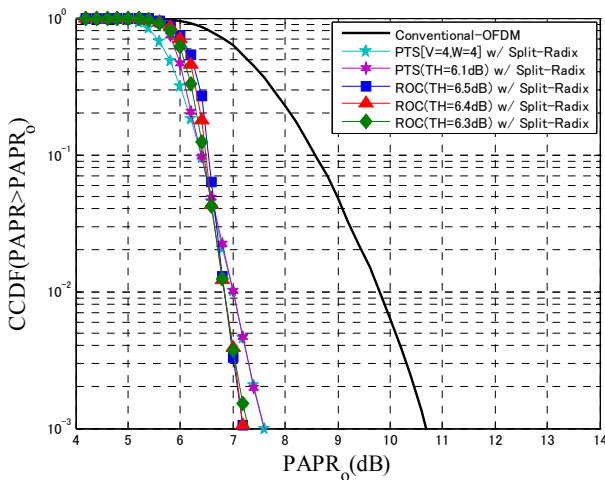 10^0
Conventional-OFDM
PTS[V=4,W=4] w/ Split-Radix
PTS(TH=6.1dB) w/ Split-Radix
ROC(TH=6.5dB) w/ Split-Radix
ROC(TH=6.4dB) w/ Split-Radix
ROC(TH=6.3dB) w/ Split-Radix
CCDF(PAPR>PAPR_o)
10^-1
10^-2
10^-3
4 5 6 7 8 9 10 11 12 13 14
PAPR_o(dB)